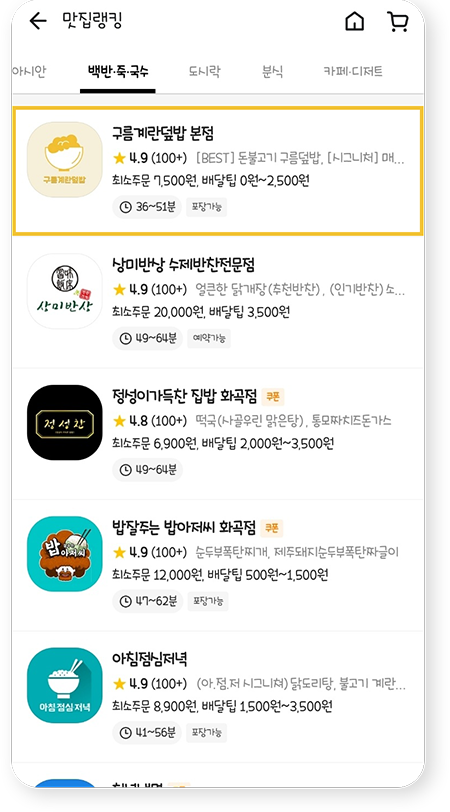 맛집랭킹
아시안 백반·죽·국수 도시락 분식 카페·디저트
구름계란덮밥
구름계란덮밥 본점
4.9 (100+) [BEST] 돈불고기 구름덮밥, [시그니처] 매...
최소주문 7,500원, 배달팁 0원~2,500원
36~51분 포장가능
상미반상
상미반상 수제반찬전문점
4.9 (100+) 얼큰한 닭개장(추천반찬), (인기반찬)소...
최소주문 20,000원, 배달팁 3,500원
49~64분 예약가능
정성찬
정성이가득찬 집밥 화곡점 쿠폰
4.8 (100+) 떡국(사골우린 맑은탕), 통모짜치즈돈가스
최소주문 6,900원, 배달팁 2,000원~3,500원
49~64분
밥아저씨
밥잘주는 밥아저씨 화곡점 쿠폰
4.9 (100+) 순두부폭탄찌개, 제주돼지순두부폭탄짜글이
최소주문 12,000원, 배달팁 500원~1,500원
47~62분 포장가능
아침점심저녁
아침점심저녁
4.9 (100+) (아.점.저 시그니쳐)닭도리탕, 불고기 계란...
최소주문 8,900원, 배달팁 1,500원~3,500원
41~56분 포장가능